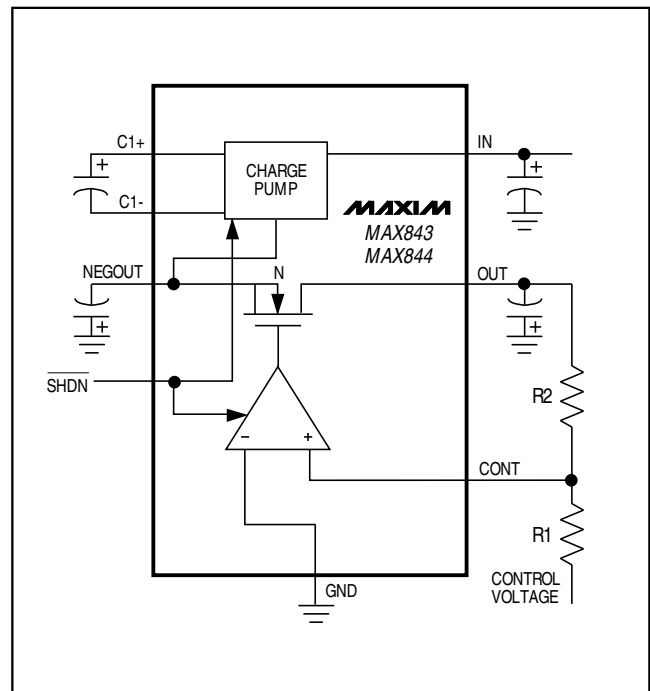 C1+
IN
+
+
CHARGE
PUMP
C1-
MAXIM
MAX843
MAX844
NEGOUT
N
OUT
+
+
SHDN
R2
-
+
CONT
R1
CONTROL
VOLTAGE
GND